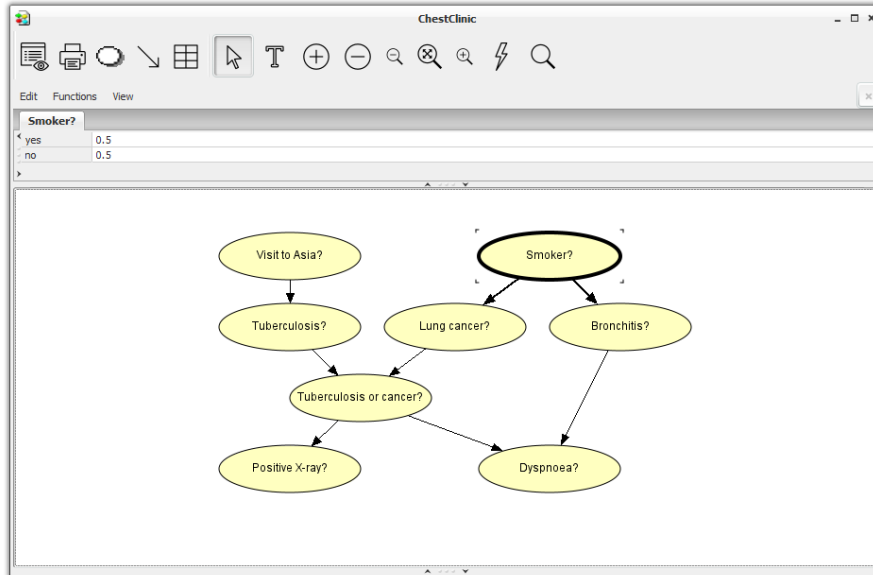 ChestClinic
T
Edit Functions View
Smoker?
yes 0.5
no 0.5
Visit to Asia?
Smoker?
Tuberculosis?
Lung cancer?
Bronchitis?
Tuberculosis or cancer?
Positive X-ray?
Dyspnoea?